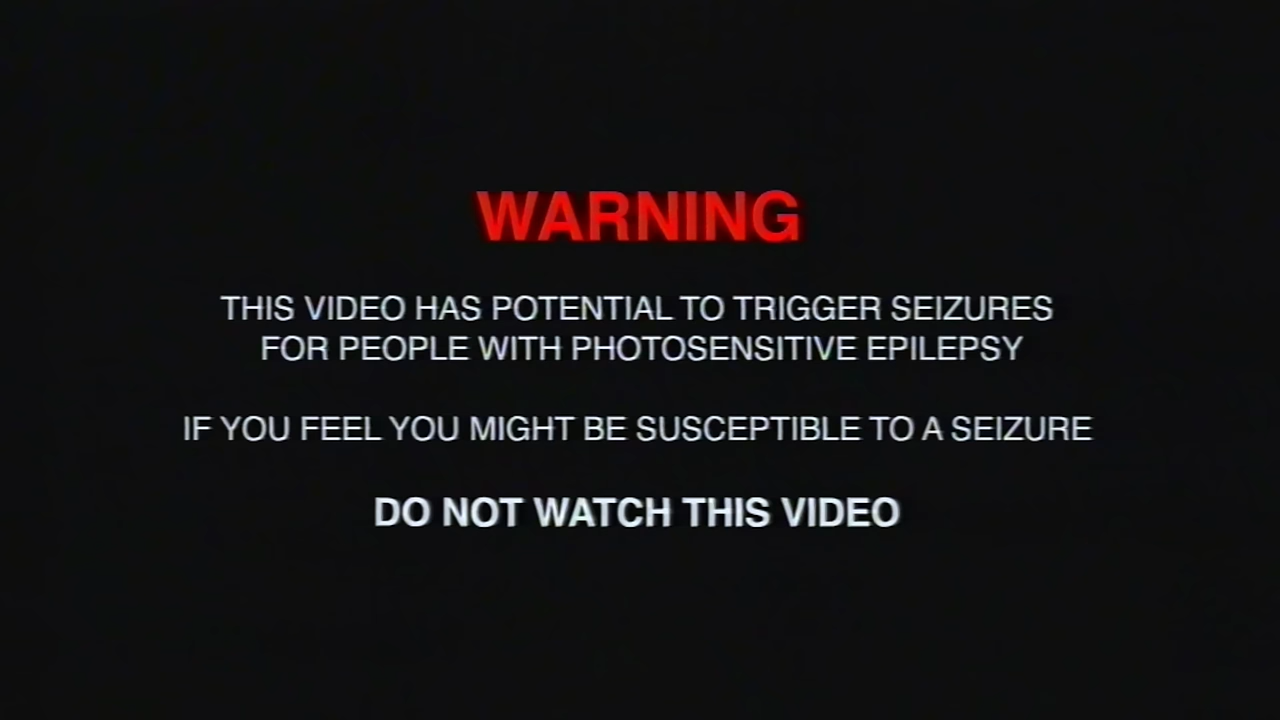 WARNING
THIS VIDEO HAS POTENTIAL TO TRIGGER SEIZURES
FOR PEOPLE WITH PHOTOSENSITIVE EPILEPSY
IF YOU FEEL YOU MIGHT BE SUSCEPTIBLE TO A SEIZURE
DO NOT WATCH THIS VIDEO